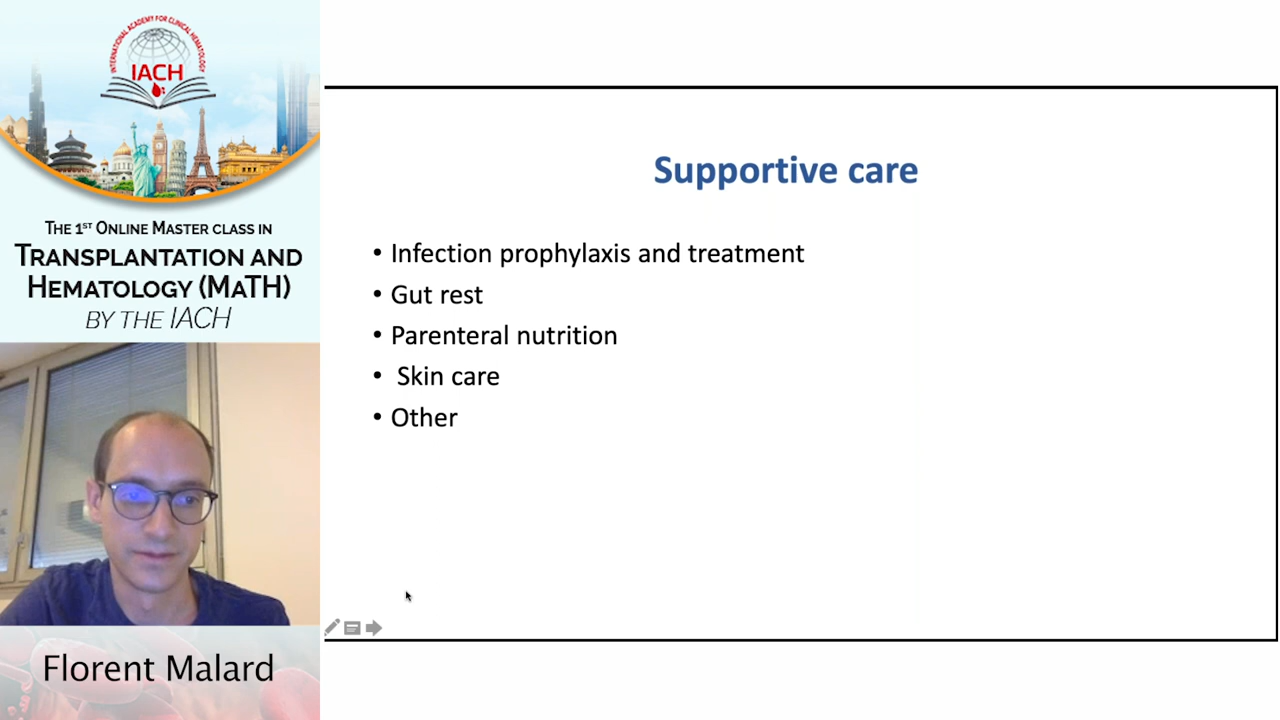 INTERNATIONAL ACADEMY FOR CLINICAL HEMATOLOGY
IACH
THE 1ST ONLINE MASTER CLASS IN
TRANSPLANTATION AND
HEMATOLOGY (MATH)
BY THE IACH
Florent Malard
Supportive care
• Infection prophylaxis and treatment
• Gut rest
• Parenteral nutrition
• Skin care
• Other